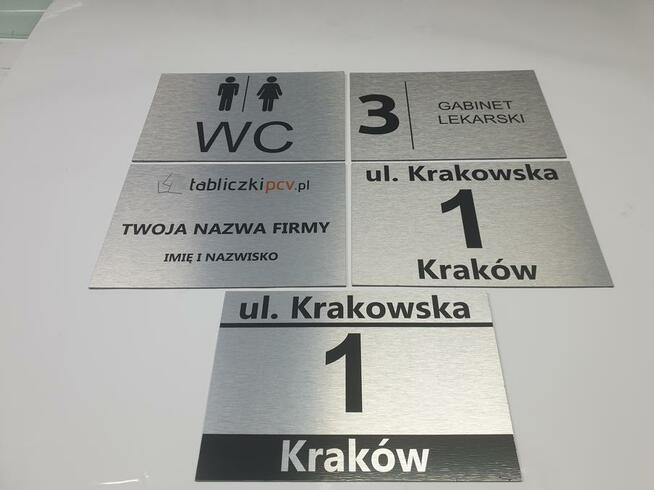 WC
3
GABINET
LEKARSKI
tabliczkipcv.pl
TWOJA NAZWA FIRMY
IMIĘ I NAZWISKO
ul. Krakowska
1
Kraków
ul. Krakowska
1
Kraków